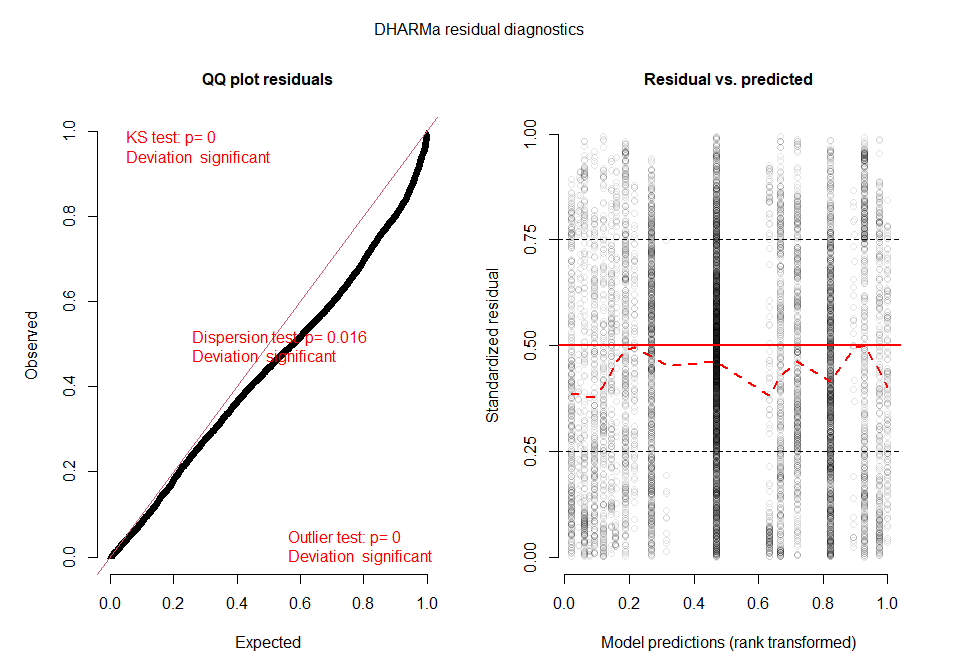 DHARMa residual diagnostics
QQ plot residuals
KS test: p= 0
Deviation significant
Dispersion test: p= 0.016
Deviation significant
Outlier test: p= 0
Deviation significant
Observed
0.0 0.2 0.4 0.6 0.8 1.0
0.0 0.2 0.4 0.6 0.8 1.0
Expected
Residual vs. predicted
Standardized residual
0.00 0.25 0.50 0.75 1.00
0.0 0.2 0.4 0.6 0.8 1.0
Model predictions (rank transformed)